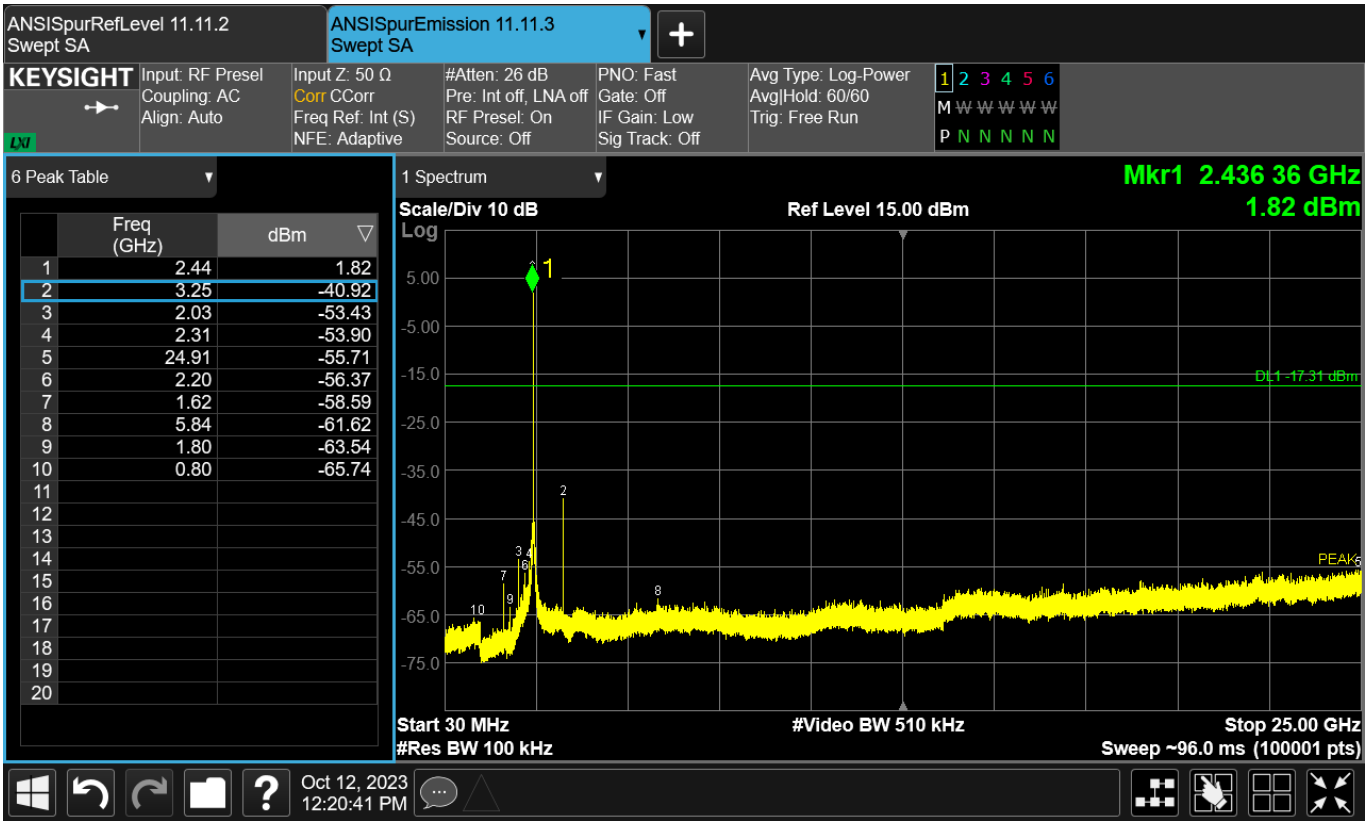 ANSISpurRefLevel 11.11.2
Swept SA
ANSISpurEmission 11.11.3
Swept SA
KEYSIGHT
LXI
Input: RF Presel
Coupling: AC
Align: Auto
Input Z: 50 Ω
Corr CCorr
Freq Ref: Int (S)
NFE: Adaptive
#Atten: 26 dB
Pre: Int off, LNA off
RF Presel: On
Source: Off
PNO: Fast
Gate: Off
IF Gain: Low
Sig Track: Off
Avg Type: Log-Power
Avg|Hold: 60/60
Trig: Free Run
1 2 3 4 5 6
M W W W W W W
P N N N N N
6 Peak Table
Freq (GHz) dBm
1 2.44 1.82
2 3.25 -40.92
3 2.03 -53.43
4 2.31 -53.90
5 24.91 -55.71
6 2.20 -56.37
7 1.62 -58.59
8 5.84 -61.62
9 1.80 -63.54
10 0.80 -65.74
11
12
13
14
15
16
17
18
19
20
1 Spectrum
Mkr1 2.436 36 GHz
1.82 dBm
Scale/Div 10 dB
Ref Level 15.00 dBm
Log
5.00
-5.00
-15.0
-25.0
-35.0
-45.0
-55.0
-65.0
-75.0
1
DL1 -17.31 dBm
2
3
4
6
7
9
10
8
PEAK
5
Start 30 MHz
#Video BW 510 kHz
Stop 25.00 GHz
#Res BW 100 kHz
Sweep ~96.0 ms (100001 pts)
?
Oct 12, 2023
12:20:41 PM